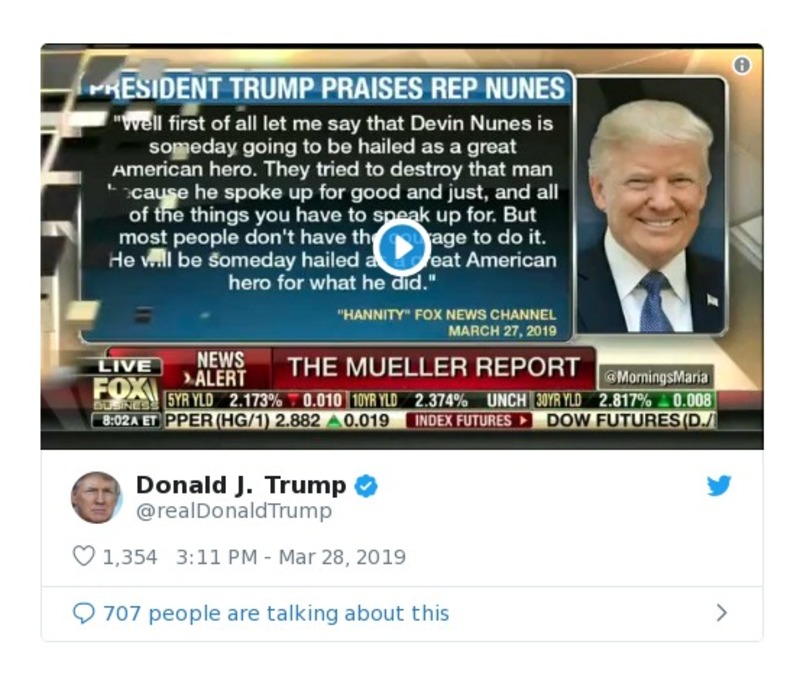 PRESIDENT TRUMP PRAISES REP NUNES
"Well first of all let me say that Devin Nunes is
someday going to be hailed as a great
American hero. They tried to destroy that man
because he spoke up for good and just, and all
of the things you have to speak up for. But
most people don't have the courage to do it.
He will be someday hailed as a great American
hero for what he did."
"HANNITY" FOX NEWS CHANNEL
MARCH 27, 2019
LIVE
NEWS
ALERT
THE MUELLER REPORT
@MorningsMaria
FOX
BUSINESS
5YR YLD 2.173% ▼ 0.010 10YR YLD 2.374% UNCH 30YR YLD 2.817% ▲ 0.008
8:02A ET
PPER (HG/1) 2.882 ▲ 0.019 INDEX FUTURES DOW FUTURES(D./
Donald J. Trump
@realDonaldTrump
1,354 3:11 PM - Mar 28, 2019
707 people are talking about this